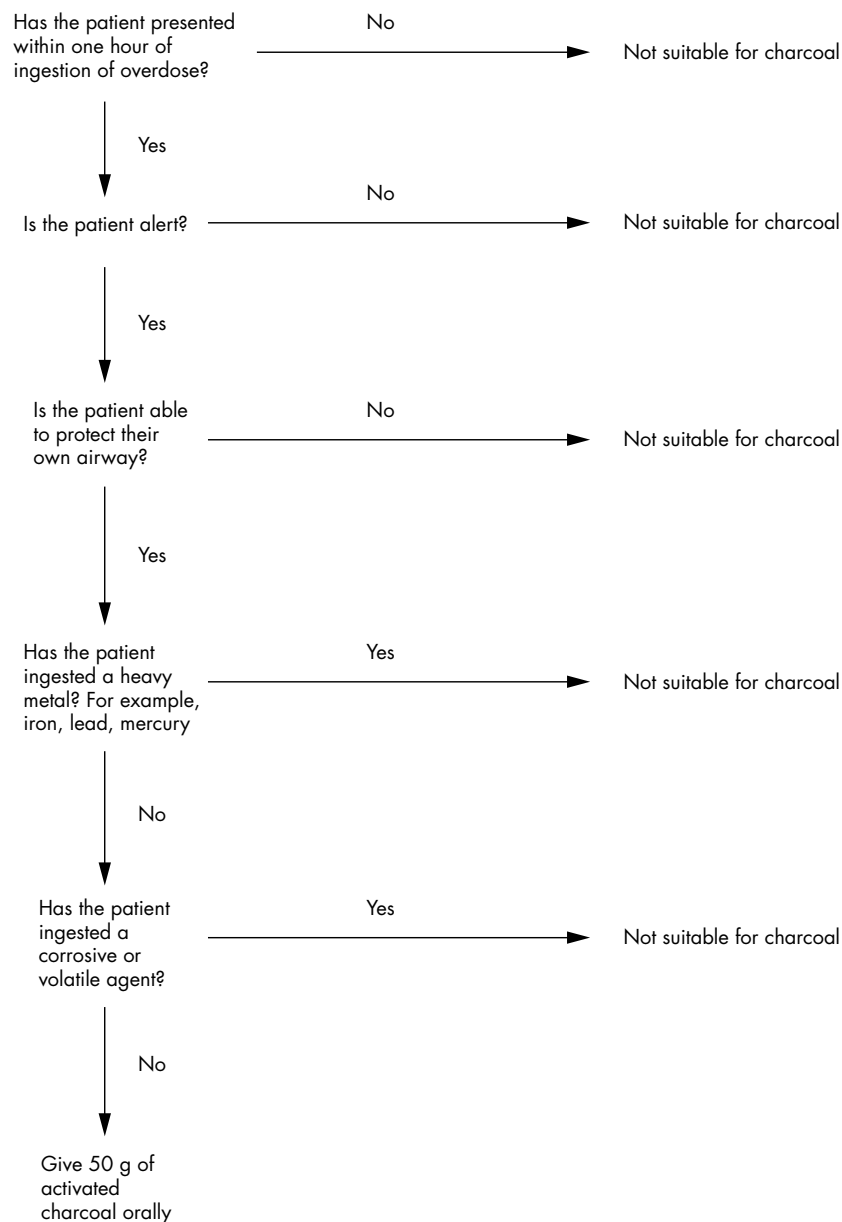 Has the patient presented
within one hour of
ingestion of overdose?
No
Not suitable for charcoal
Yes
Is the patient alert?
No
Not suitable for charcoal
Yes
Is the patient able
to protect their
own airway?
No
Not suitable for charcoal
Yes
Has the patient
ingested a heavy
metal? For example,
iron, lead, mercury
Yes
Not suitable for charcoal
No
Has the patient
ingested a
corrosive or
volatile agent?
Yes
Not suitable for charcoal
No
Give 50 g of
activated
charcoal orally